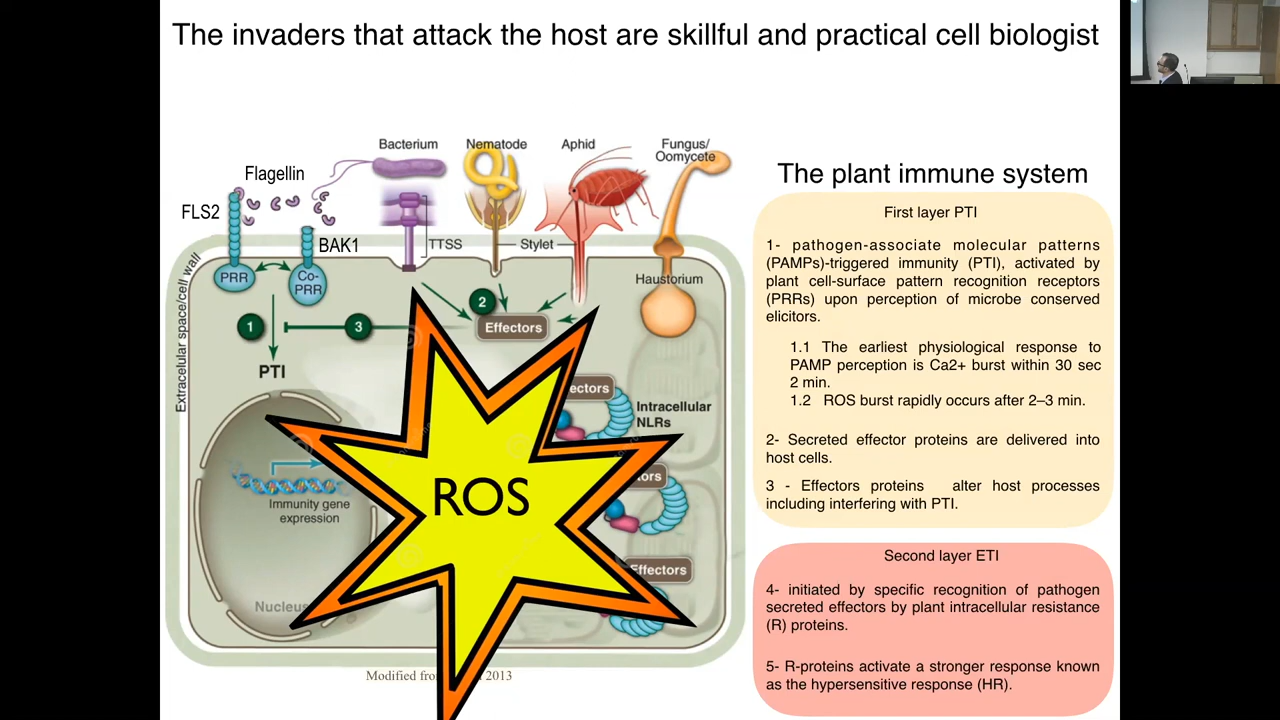 The invaders that attack the host are skillful and practical cell biologist
Bacterium
Nematode
Aphid
Fungus/
Oomycete
Flagellin
FLS2
BAK1
TTSS
Stylet
PRR
Co-
PRR
Haustorium
Extracellular space/cell wall
1
3
2
Effectors
PTI
Intracellular
NLRs
Immunity gene
expression
ROS
Effectors
Nucleus
Modified
2013
The plant immune system
First layer PTI
1- pathogen-associate molecular patterns
(PAMPs)-triggered immunity (PTI), activated by
plant cell-surface pattern recognition receptors
(PRRs) upon perception of microbe conserved
elicitors.
1.1 The earliest physiological response to
PAMP perception is Ca2+ burst within 30 sec
2 min.
1.2 ROS burst rapidly occurs after 2–3 min.
2- Secreted effector proteins are delivered into
host cells.
3 - Effectors proteins alter host processes
including interfering with PTI.
Second layer ETI
4- initiated by specific recognition of pathogen
secreted effectors by plant intracellular resistance
(R) proteins.
5- R-proteins activate a stronger response known
as the hypersensitive response (HR).